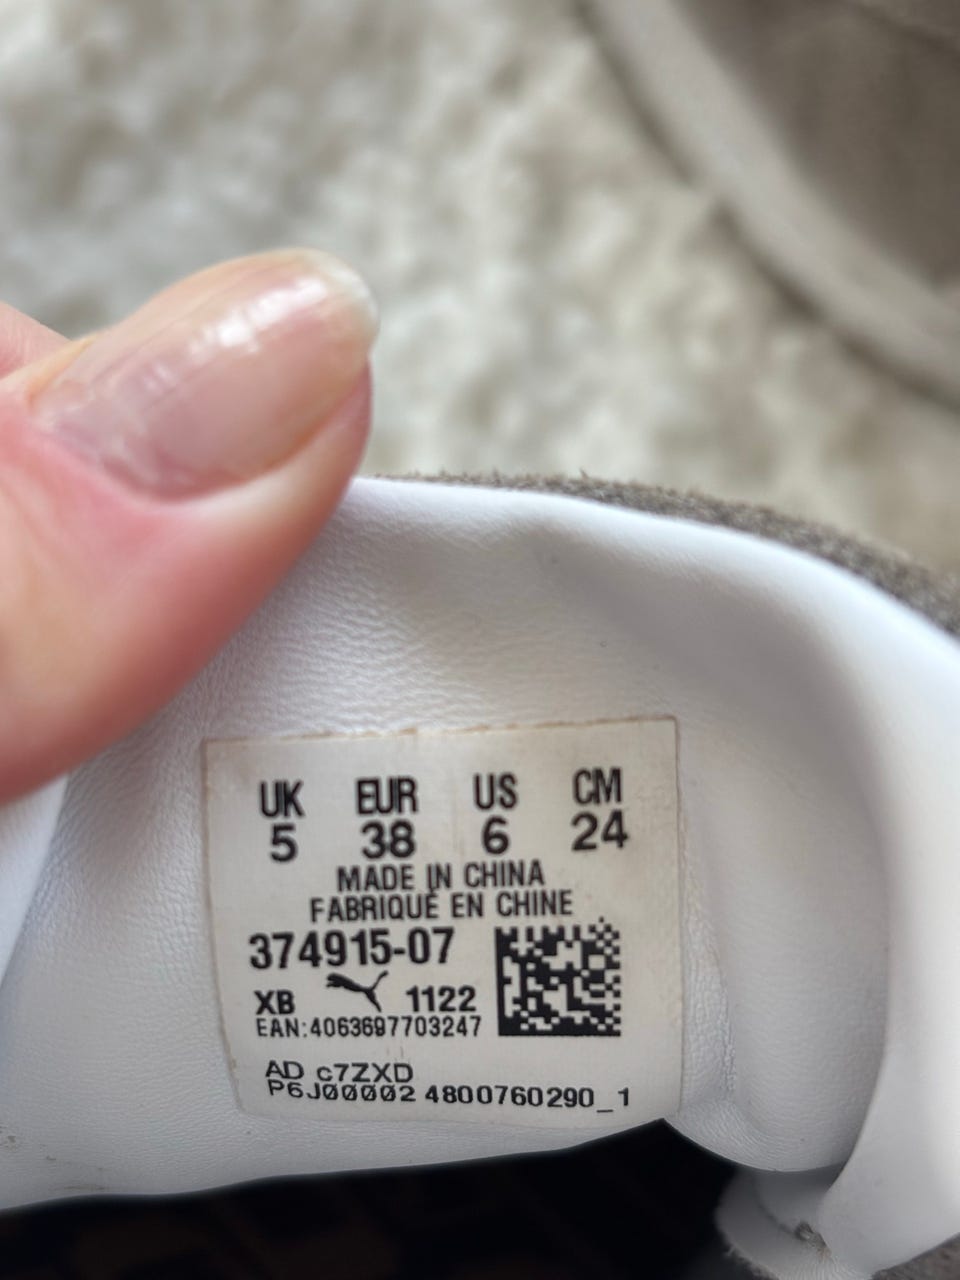 UK EUR US CM
5 38 6 24
MADE IN CHINA
FABRIQUÉ EN CHINE
374915-07
XB 1122
EAN:4063697703247
AD c7ZXD
P6J00002 4800760290_1